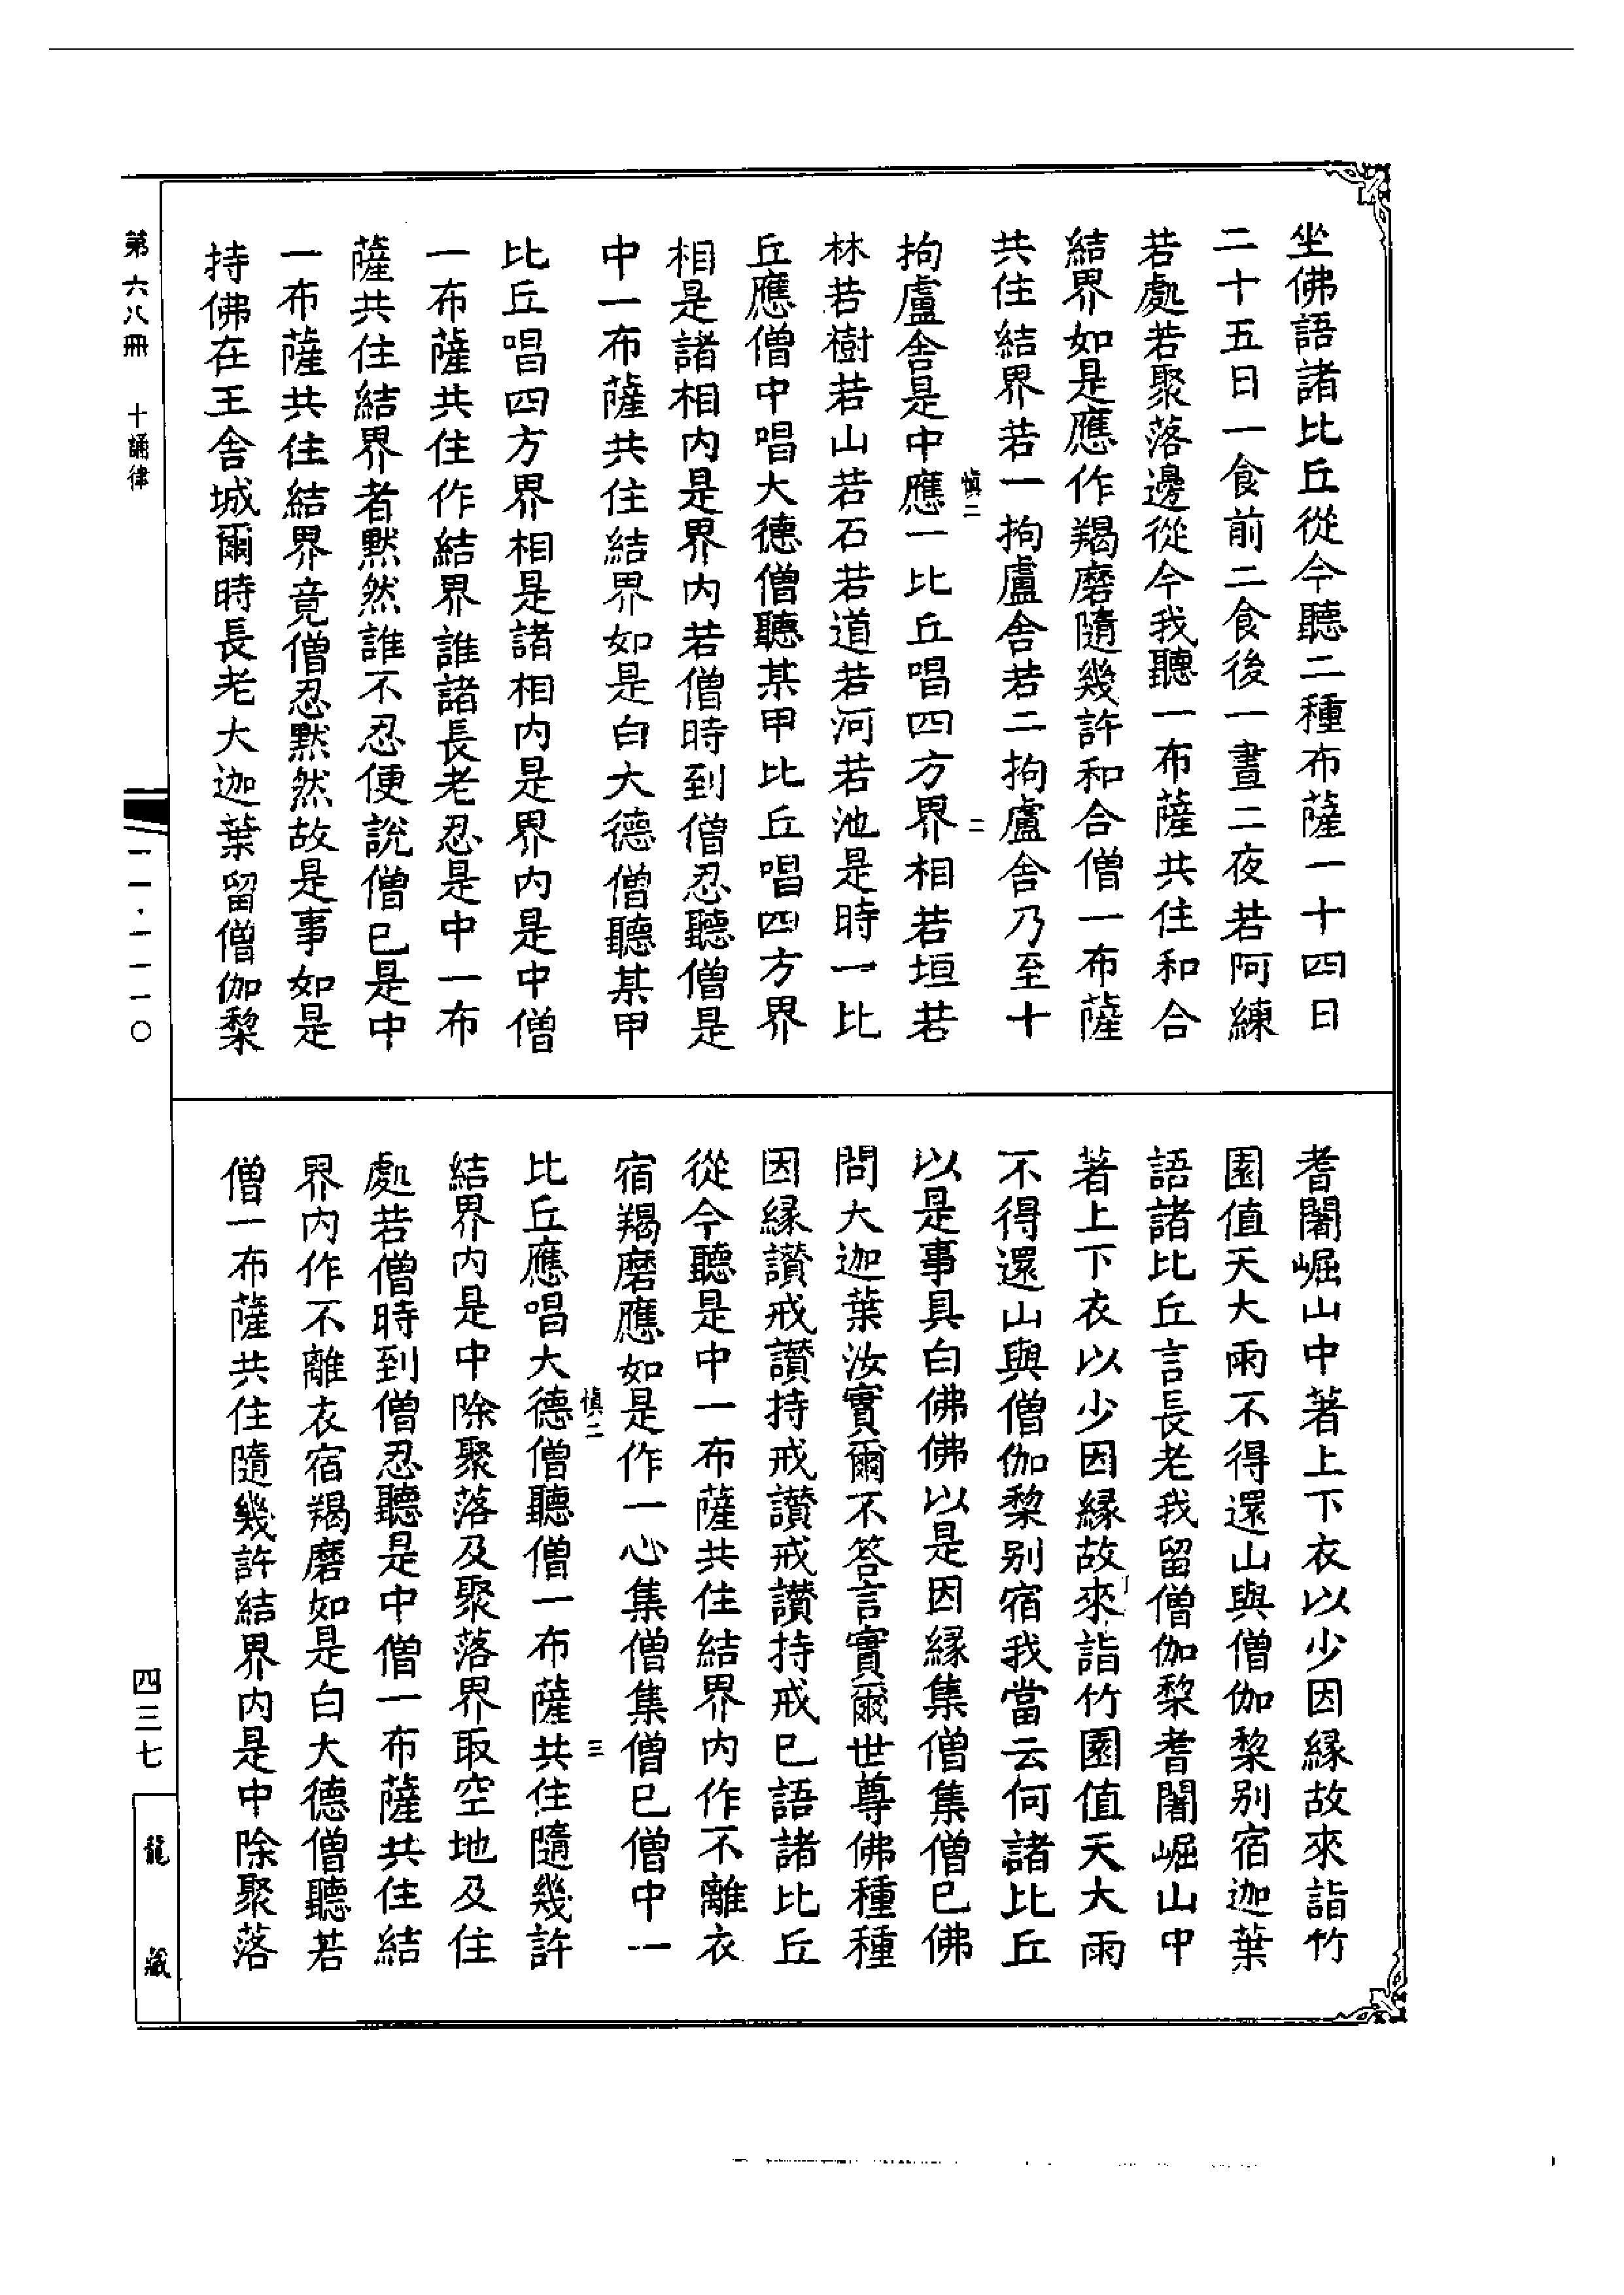 坐佛語諸比丘從今聽二種布薩一十四日
二十五日一食前二食後一晝二夜若阿練
若處若聚落邊從今我聽一布薩共住和合
結界如是應作羯磨隨幾許和合僧一布薩
共住結界若一拘盧舍若二拘盧舍乃至十
慎二 二
拘盧舍是中應一比丘唱四方界相若垣若
林若樹若山若石若道若河若池是時一比
丘應僧中唱大德僧聽某甲比丘唱四方界
相是諸相內是界內若僧時到僧忍聽僧是
中一布薩共住結界如是白大德僧聽某甲
比丘唱四方界相是諸相內是界內是中僧
一布薩共住作結界誰諸長老忍是中一布
薩共住結界者默然誰不忍便說僧已是中
一布薩共住結界竟僧忍默然故是事如是
持佛在王舍城爾時長老大迦葉留僧伽梨
耆闍崛山中著上下衣以少因緣故來詣竹
園值天大雨不得還山與僧伽梨別宿迦葉
語諸比丘言長老我留僧伽梨耆闍崛山中
著上下衣以少因緣故來詣竹園值天大雨
不得還山與僧伽梨別宿我當云何諸比丘
以是事具白佛佛以是因緣集僧集僧已佛
問大迦葉汝實爾不答言實爾世尊佛種種
因緣讚戒讚持戒讚戒讚持戒已語諸比丘
從今聽是中一布薩共住結界內作不離衣
宿羯磨應如是作一心集僧集僧已僧中一
慎二 三
比丘應唱大德僧聽僧一布薩共住隨幾許
結界內是中除聚落及聚落界取空地及住
處若僧時到僧忍聽是中僧一布薩共住結
界內作不離衣宿羯磨如是白大德僧聽若
僧一布薩共住隨幾許結界內是中除聚落
第六八冊 十誦律
一一·一一一〇
四三七
龍藏